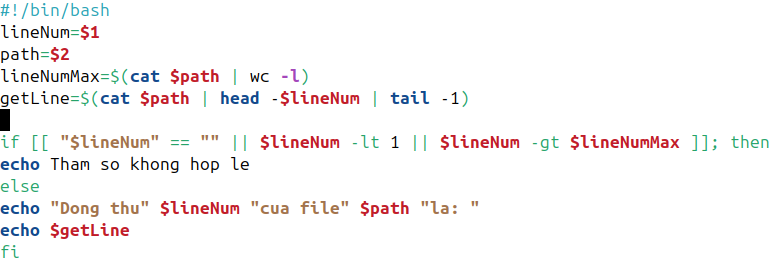 #!/bin/bash
lineNum=$1
path=$2
lineNumMax=$(cat $path | wc -l)
getLine=$(cat $path | head -$lineNum | tail -1)
if [[ "$lineNum" == "" || $lineNum -lt 1 || $lineNum -gt $lineNumMax ]]; then
echo Tham so khong hop le
else
echo "Dong thu" $lineNum "cua file" $path "la: "
echo $getLine
fi